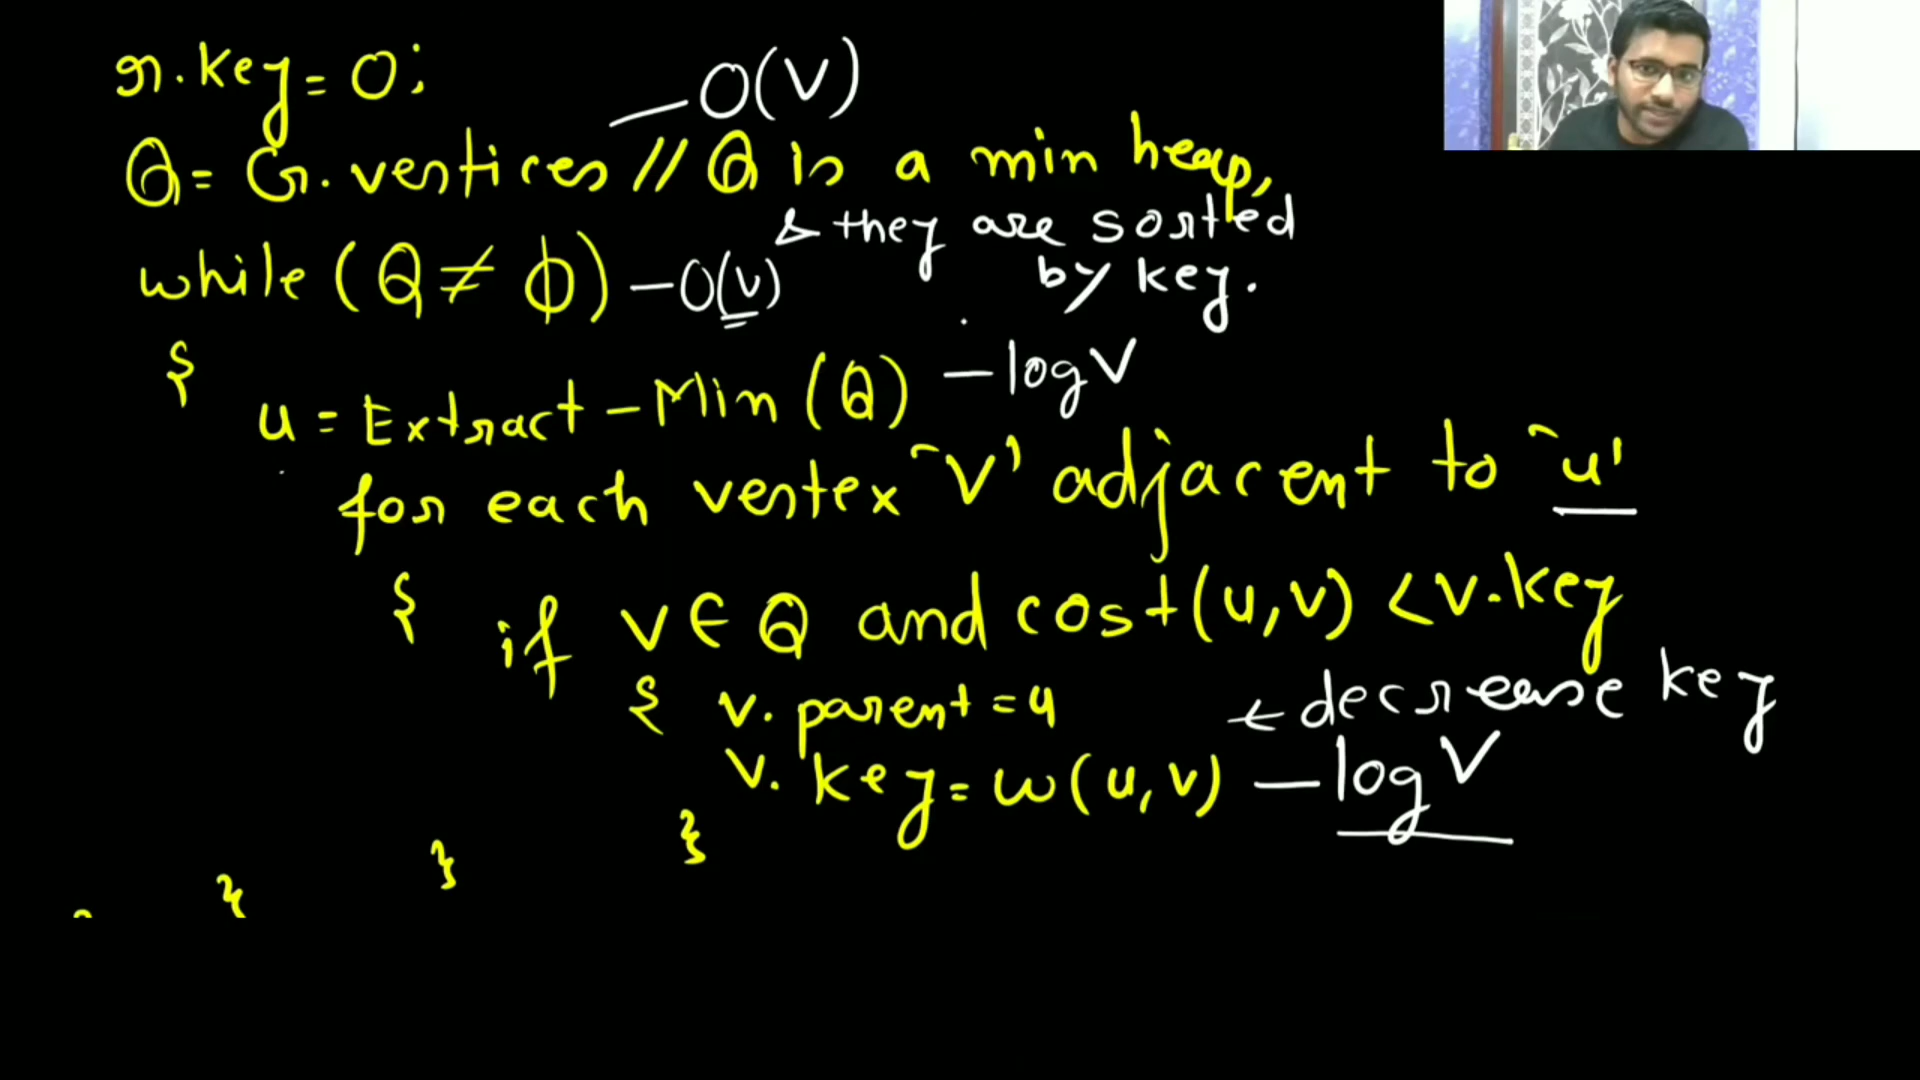 r.key = 0;
— O(V)
Q = G.vertices // Q is a min heap,
& they are sorted
by key.
while (Q ≠ ϕ) — O(V)
{
u = Extract-Min (Q) — log V
for each vertex 'V' adjacent to 'u'
{
if v ∈ Q and cost(u,v) < v.key
{ v.parent = u ← decrease key
v.key = w(u,v) — log V
}
}
}